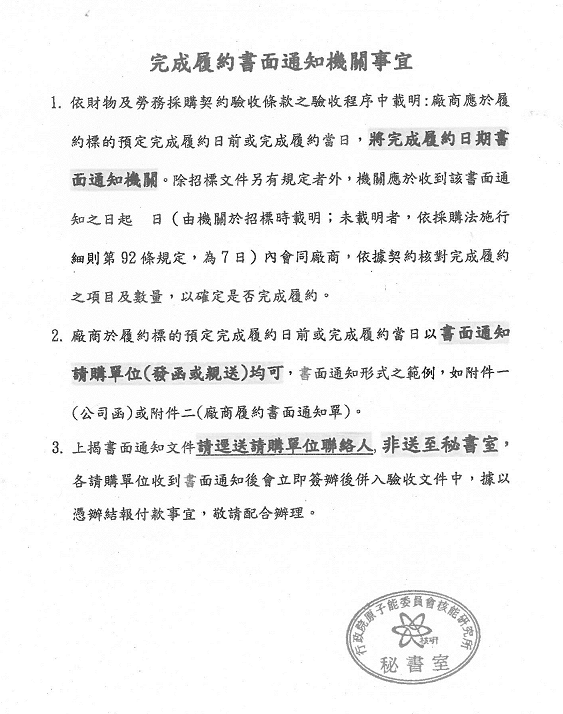 完成履約書面通知機關事宜
1. 依財物及勞務採購契約驗收條款之驗收程序中載明:廠商應於履
約標的預定完成履約日前或完成履約當日，將完成履約日期書
面通知機關。除招標文件另有規定者外，機關應於收到該書面通
知之日起　日（由機關於招標時載明；未載明者，依採購法施行
細則第 92 條規定，為 7 日）內會同廠商，依據契約核對完成履約
之項目及數量，以確定是否完成履約。
2. 廠商於履約標的預定完成履約日前或完成履約當日以書面通知
請購單位(發函或親送)均可，書面通知形式之範例，如附件一
(公司函)或附件二(廠商履約書面通知單)。
3. 上揭書面通知文件請逕送請購單位聯絡人,非送至秘書室，
各請購單位收到書面通知後會立即簽辦後併入驗收文件中，據以
憑辦結報付款事宜，敬請配合辦理。
行政院原子能委員會核能研究所
核研
秘書室